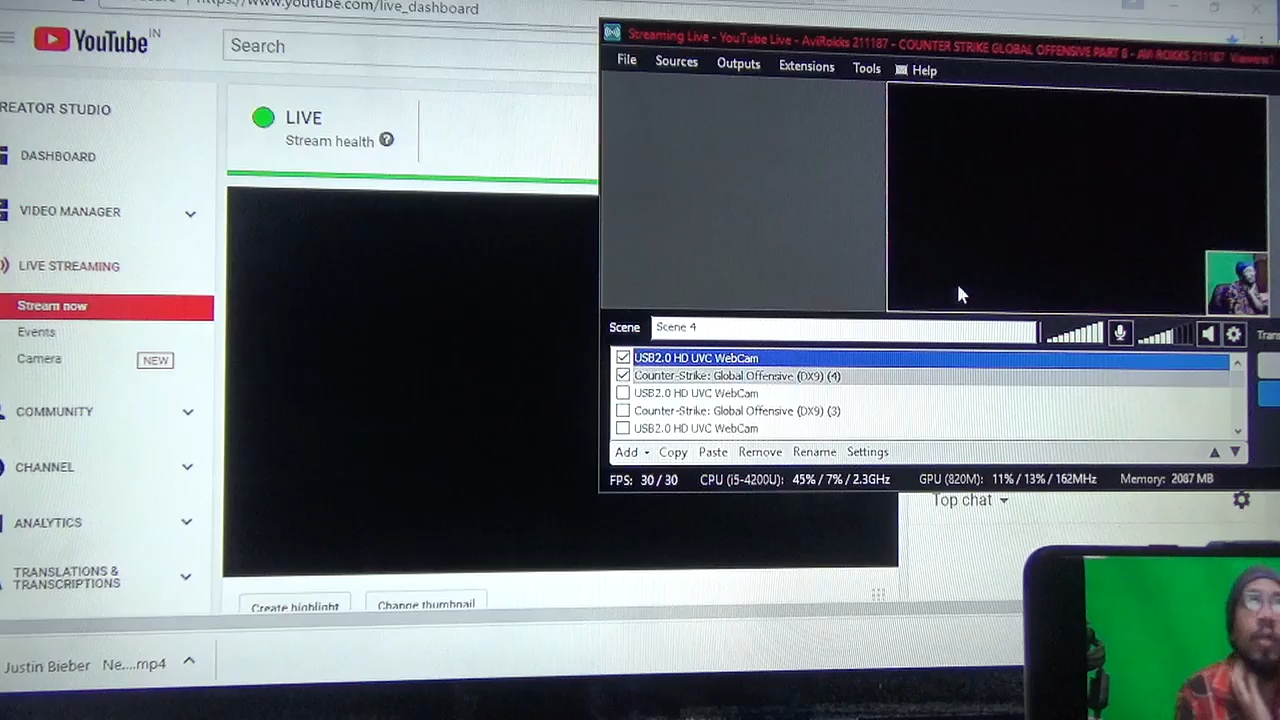 https://www.youtube.com/live_dashboard
YouTube IN
Search
REATOR STUDIO
DASHBOARD
VIDEO MANAGER
LIVE STREAMING
Stream now
Events
Camera
NEW
COMMUNITY
CHANNEL
ANALYTICS
TRANSLATIONS &
TRANSCRIPTIONS
LIVE
Stream health
Create highlight
Change thumbnail
Top chat
Justin Bieber Ne....mp4
Streaming Live - YouTube Live - AviRokks 211187 - COUNTER STRIKE GLOBAL OFFENSIVE PART 6 - AVI ROKKS 211187
File Sources Outputs Extensions Tools Help
Scene
Scene 4
USB2.0 HD UVC WebCam
Counter-Strike: Global Offensive (DX9) (4)
USB2.0 HD UVC WebCam
Counter-Strike: Global Offensive (DX9) (3)
USB2.0 HD UVC WebCam
Add Copy Paste Remove Rename Settings
FPS: 30 / 30 CPU (i5-4200U): 45% / 7% / 2.3GHz GPU (820M): 11% / 13% / 162MHz Memory: 2087 MB